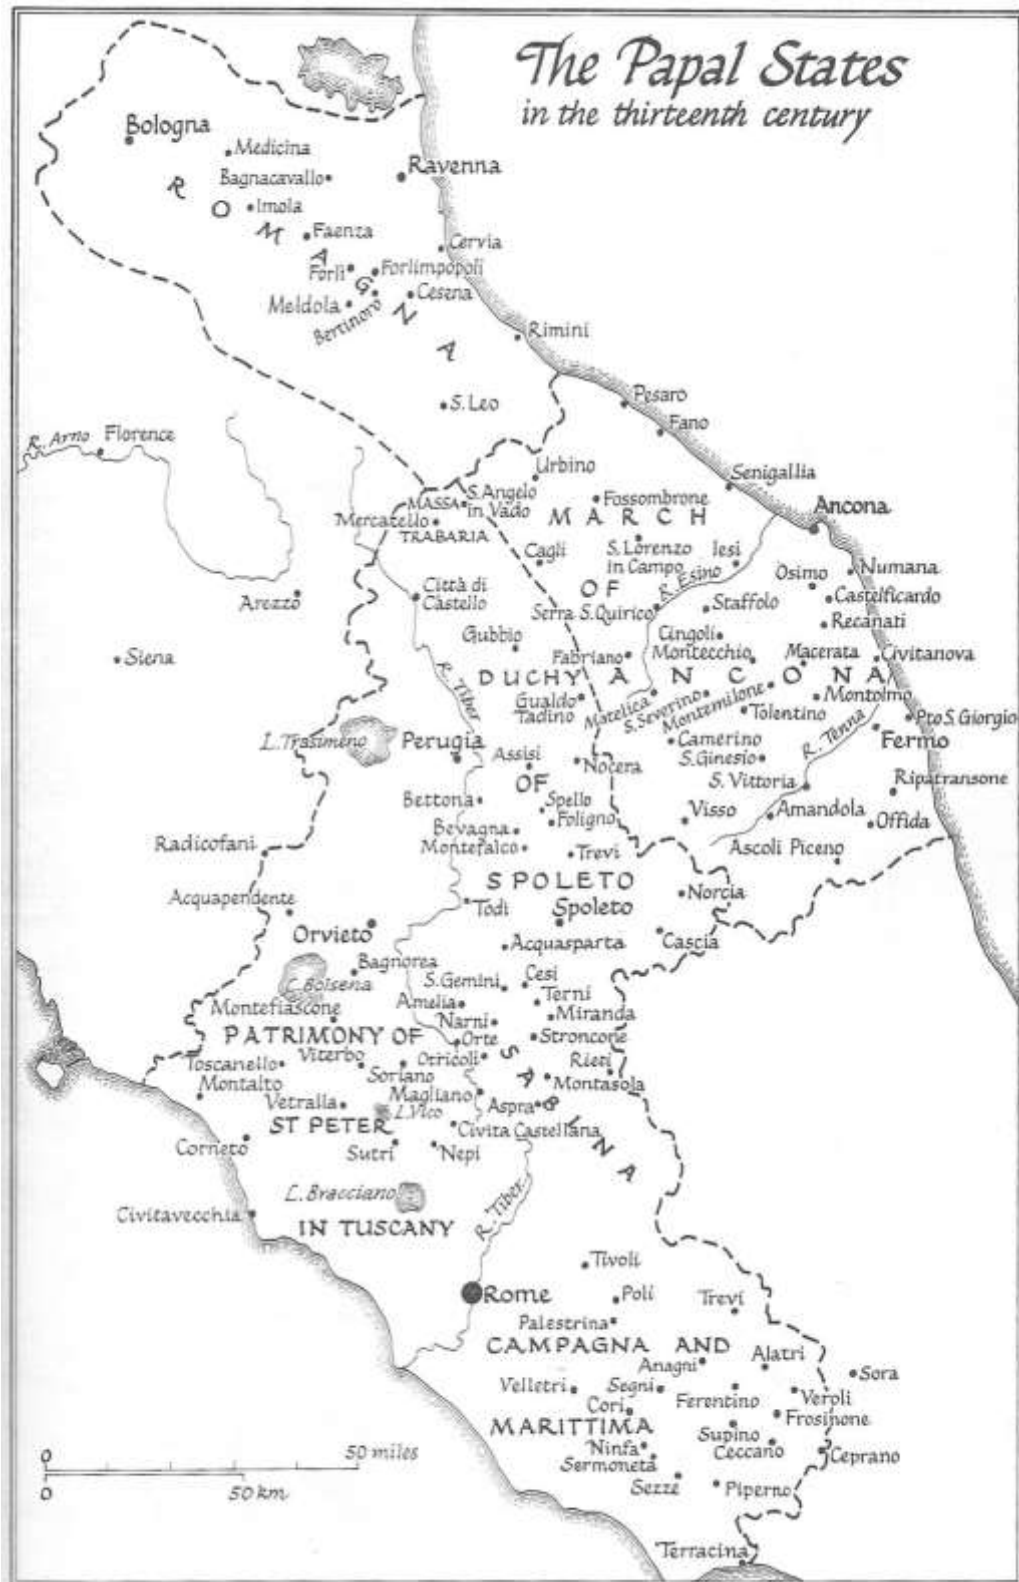 The Papal States
in the thirteenth century
Bologna
Medicina
Bagnacavallo
Ravenna
ROMAGNA
Imola
Faenza
Cervia
Forlì
Forlimpopoli
Meldola
Bertinoro
Cesena
Rimini
S. Leo
Pesaro
Fano
R. Arno
Florence
Urbino
Senigallia
MASSA
S. Angelo
in Vado
Fossombrone
Ancona
Mercatello
TRABARIA
MARCH
Cagli
S. Lorenzo
in Campo
Iesi
R. Esino
Osimo
Numana
Arezzo
Città di
Castello
OF
Serra S. Quirico
Staffolo
Castelficardo
Recanati
Gubbio
Cingoli
Siena
Fabriano
Montecchio
Macerata
Civitanova
R. Tiber
DUCHY
ANCONA
Gualdo
Tadino
Matelica
S. Severino
Montemilone
Tolentino
Montolmo
Pto S. Giorgio
L. Trasimeno
Perugia
Assisi
Nocera
Camerino
S. Ginesio
R. Tenna
Fermo
OF
S. Vittoria
Ripatransone
Bettona
Spello
Foligno
Visso
Amandola
Offida
Bevagna
Montefalco
Trevi
Ascoli Piceno
Radicofani
SPOLETO
Norcia
Acquapendente
Todi
Spoleto
Orvieto
Acquasparta
Cascia
Bagnorea
L. Bolsena
S. Gemini
Cesi
Amelia
Terni
Montefiascone
Narni
Miranda
PATRIMONY OF
Orte
Stroncone
Toscanello
Viterbo
Otricoli
SABINA
Rieti
Montalto
Soriano
Magliano
Montasola
Vetralla
L. Vico
Aspra
ST PETER
Civita Castellana
Corneto
Sutri
Nepi
L. Bracciano
Civitavecchia
IN TUSCANY
R. Tiber
Tivoli
Rome
Poli
Trevi
Palestrina
CAMPAGNA AND
Anagni
Alatri
Sora
Velletri
Segni
Ferentino
Veroli
Cori
Frosinone
MARITTIMA
Supino
Ninfa
Ceccano
Ceprano
Sermoneta
Sezze
Piperno
Terracina
0
50 miles
0
50 km